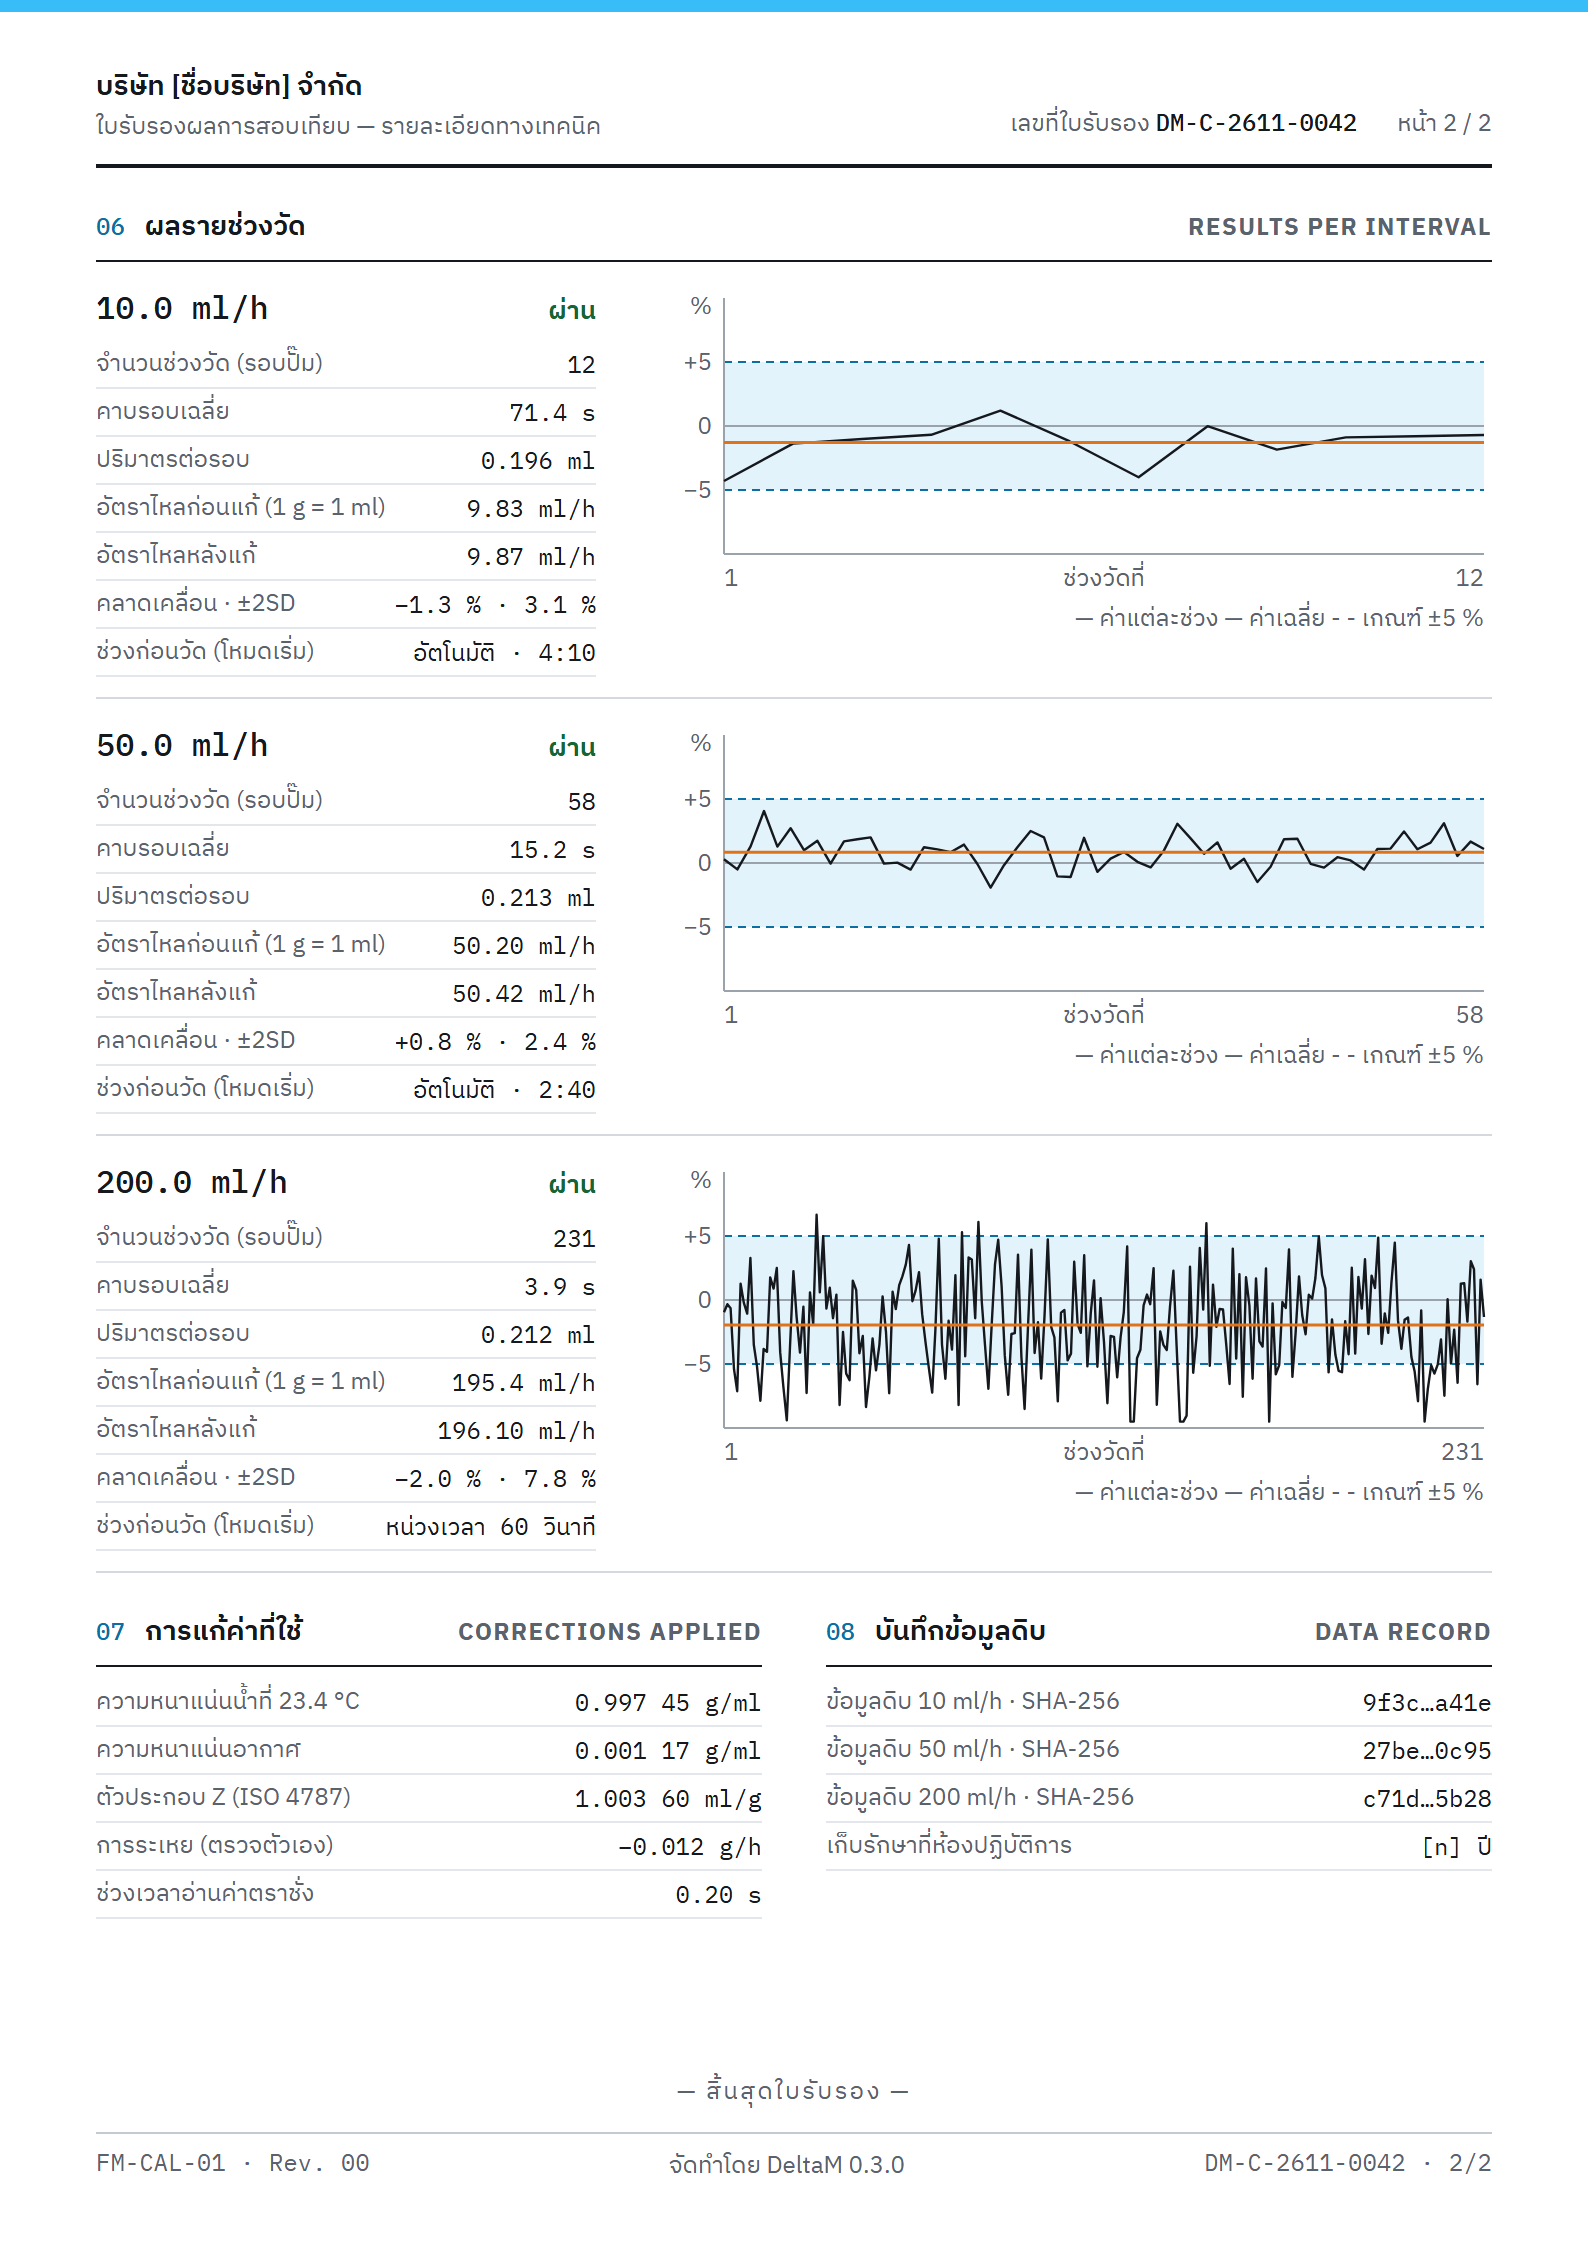 บริษัท [ชื่อบริษัท] จำกัด
ใบรับรองผลการสอบเทียบ — รายละเอียดทางเทคนิค
เลขที่ใบรับรอง DM-C-2611-0042 หน้า 2 / 2
06 ผลรายช่วงวัด RESULTS PER INTERVAL
10.0 ml/h ผ่าน
จำนวนช่วงวัด (รอบปั๊ม) 12
คาบรอบเฉลี่ย 71.4 s
ปริมาตรต่อรอบ 0.196 ml
อัตราไหลก่อนแก้ (1 g = 1 ml) 9.83 ml/h
อัตราไหลหลังแก้ 9.87 ml/h
คลาดเคลื่อน · ±2SD −1.3 % · 3.1 %
ช่วงก่อนวัด (โหมดเริ่ม) อัตโนมัติ · 4:10
%
+5
0
−5
1 ช่วงวัดที่ 12
— ค่าแต่ละช่วง — ค่าเฉลี่ย - - เกณฑ์ ±5 %
50.0 ml/h ผ่าน
จำนวนช่วงวัด (รอบปั๊ม) 58
คาบรอบเฉลี่ย 15.2 s
ปริมาตรต่อรอบ 0.213 ml
อัตราไหลก่อนแก้ (1 g = 1 ml) 50.20 ml/h
อัตราไหลหลังแก้ 50.42 ml/h
คลาดเคลื่อน · ±2SD +0.8 % · 2.4 %
ช่วงก่อนวัด (โหมดเริ่ม) อัตโนมัติ · 2:40
%
+5
0
−5
1 ช่วงวัดที่ 58
— ค่าแต่ละช่วง — ค่าเฉลี่ย - - เกณฑ์ ±5 %
200.0 ml/h ผ่าน
จำนวนช่วงวัด (รอบปั๊ม) 231
คาบรอบเฉลี่ย 3.9 s
ปริมาตรต่อรอบ 0.212 ml
อัตราไหลก่อนแก้ (1 g = 1 ml) 195.4 ml/h
อัตราไหลหลังแก้ 196.10 ml/h
คลาดเคลื่อน · ±2SD −2.0 % · 7.8 %
ช่วงก่อนวัด (โหมดเริ่ม) หน่วงเวลา 60 วินาที
%
+5
0
−5
1 ช่วงวัดที่ 231
— ค่าแต่ละช่วง — ค่าเฉลี่ย - - เกณฑ์ ±5 %
07 การแก้ค่าที่ใช้ CORRECTIONS APPLIED
ความหนาแน่นน้ำที่ 23.4 °C 0.997 45 g/ml
ความหนาแน่นอากาศ 0.001 17 g/ml
ตัวประกอบ Z (ISO 4787) 1.003 60 ml/g
การระเหย (ตรวจตัวเอง) −0.012 g/h
ช่วงเวลาอ่านค่าตราชั่ง 0.20 s
08 บันทึกข้อมูลดิบ DATA RECORD
ข้อมูลดิบ 10 ml/h · SHA-256 9f3c…a41e
ข้อมูลดิบ 50 ml/h · SHA-256 27be…0c95
ข้อมูลดิบ 200 ml/h · SHA-256 c71d…5b28
เก็บรักษาที่ห้องปฏิบัติการ [n] ปี
— สิ้นสุดใบรับรอง —
FM-CAL-01 · Rev. 00 จัดทำโดย DeltaM 0.3.0 DM-C-2611-0042 · 2/2